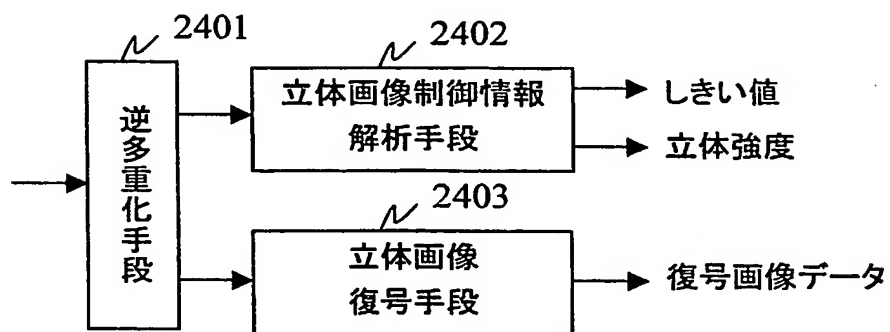 2401
逆多重化手段
2402
立体画像制御情報
解析手段
しきい値
立体強度
2403
立体画像
復号手段
復号画像データ